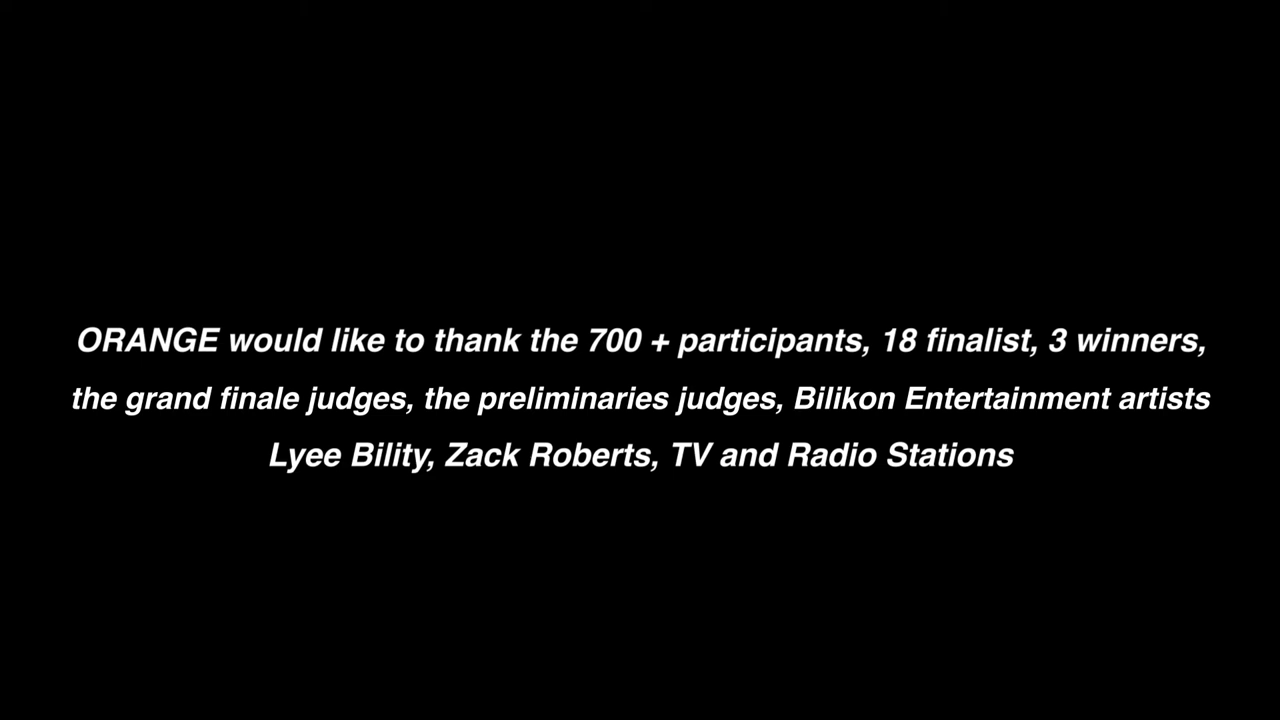 ORANGE would like to thank the 700 + participants, 18 finalist, 3 winners,
the grand finale judges, the preliminaries judges, Bilikon Entertainment artists
Lyee Bility, Zack Roberts, TV and Radio Stations